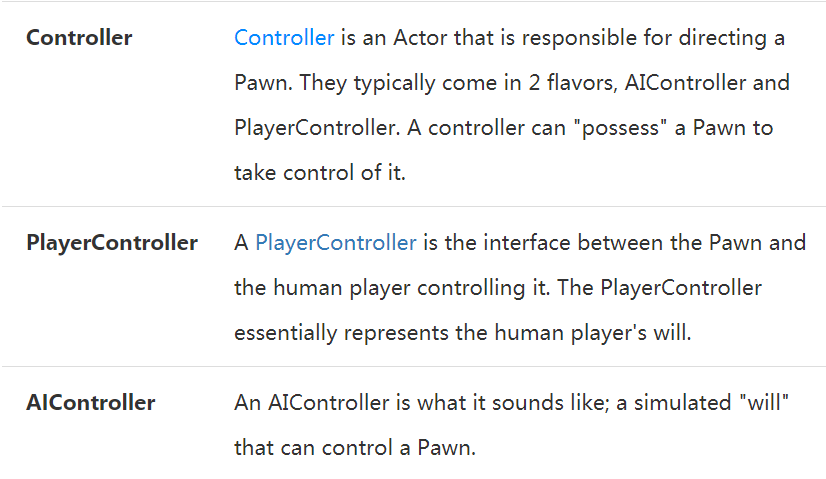 Controller
Controller is an Actor that is responsible for directing a
Pawn. They typically come in 2 flavors, AIController and
PlayerController. A controller can "possess" a Pawn to
take control of it.
PlayerController
A PlayerController is the interface between the Pawn and
the human player controlling it. The PlayerController
essentially represents the human player's will.
AIController
An AIController is what it sounds like; a simulated "will"
that can control a Pawn.